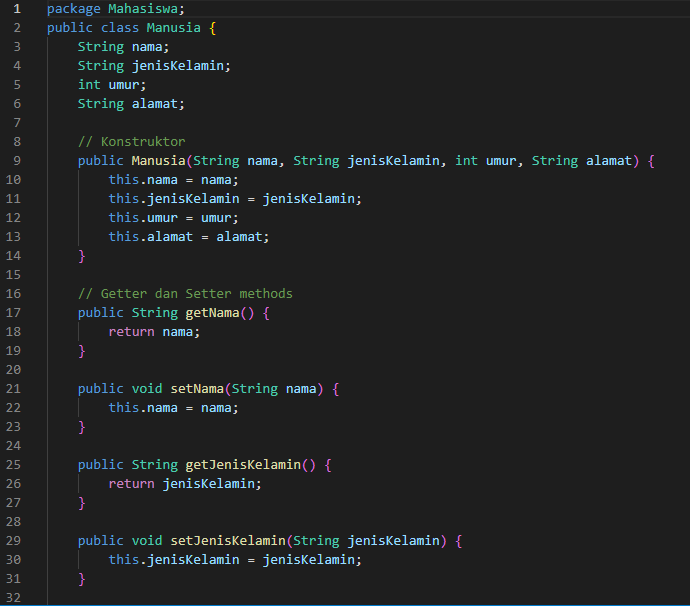 1 package Mahasiswa;
2 public class Manusia {
3 String nama;
4 String jenisKelamin;
5 int umur;
6 String alamat;
7
8 // Konstruktor
9 public Manusia(String nama, String jenisKelamin, int umur, String alamat) {
10 this.nama = nama;
11 this.jenisKelamin = jenisKelamin;
12 this.umur = umur;
13 this.alamat = alamat;
14 }
15
16 // Getter dan Setter methods
17 public String getNama() {
18 return nama;
19 }
20
21 public void setNama(String nama) {
22 this.nama = nama;
23 }
24
25 public String getJenisKelamin() {
26 return jenisKelamin;
27 }
28
29 public void setJenisKelamin(String jenisKelamin) {
30 this.jenisKelamin = jenisKelamin;
31 }
32